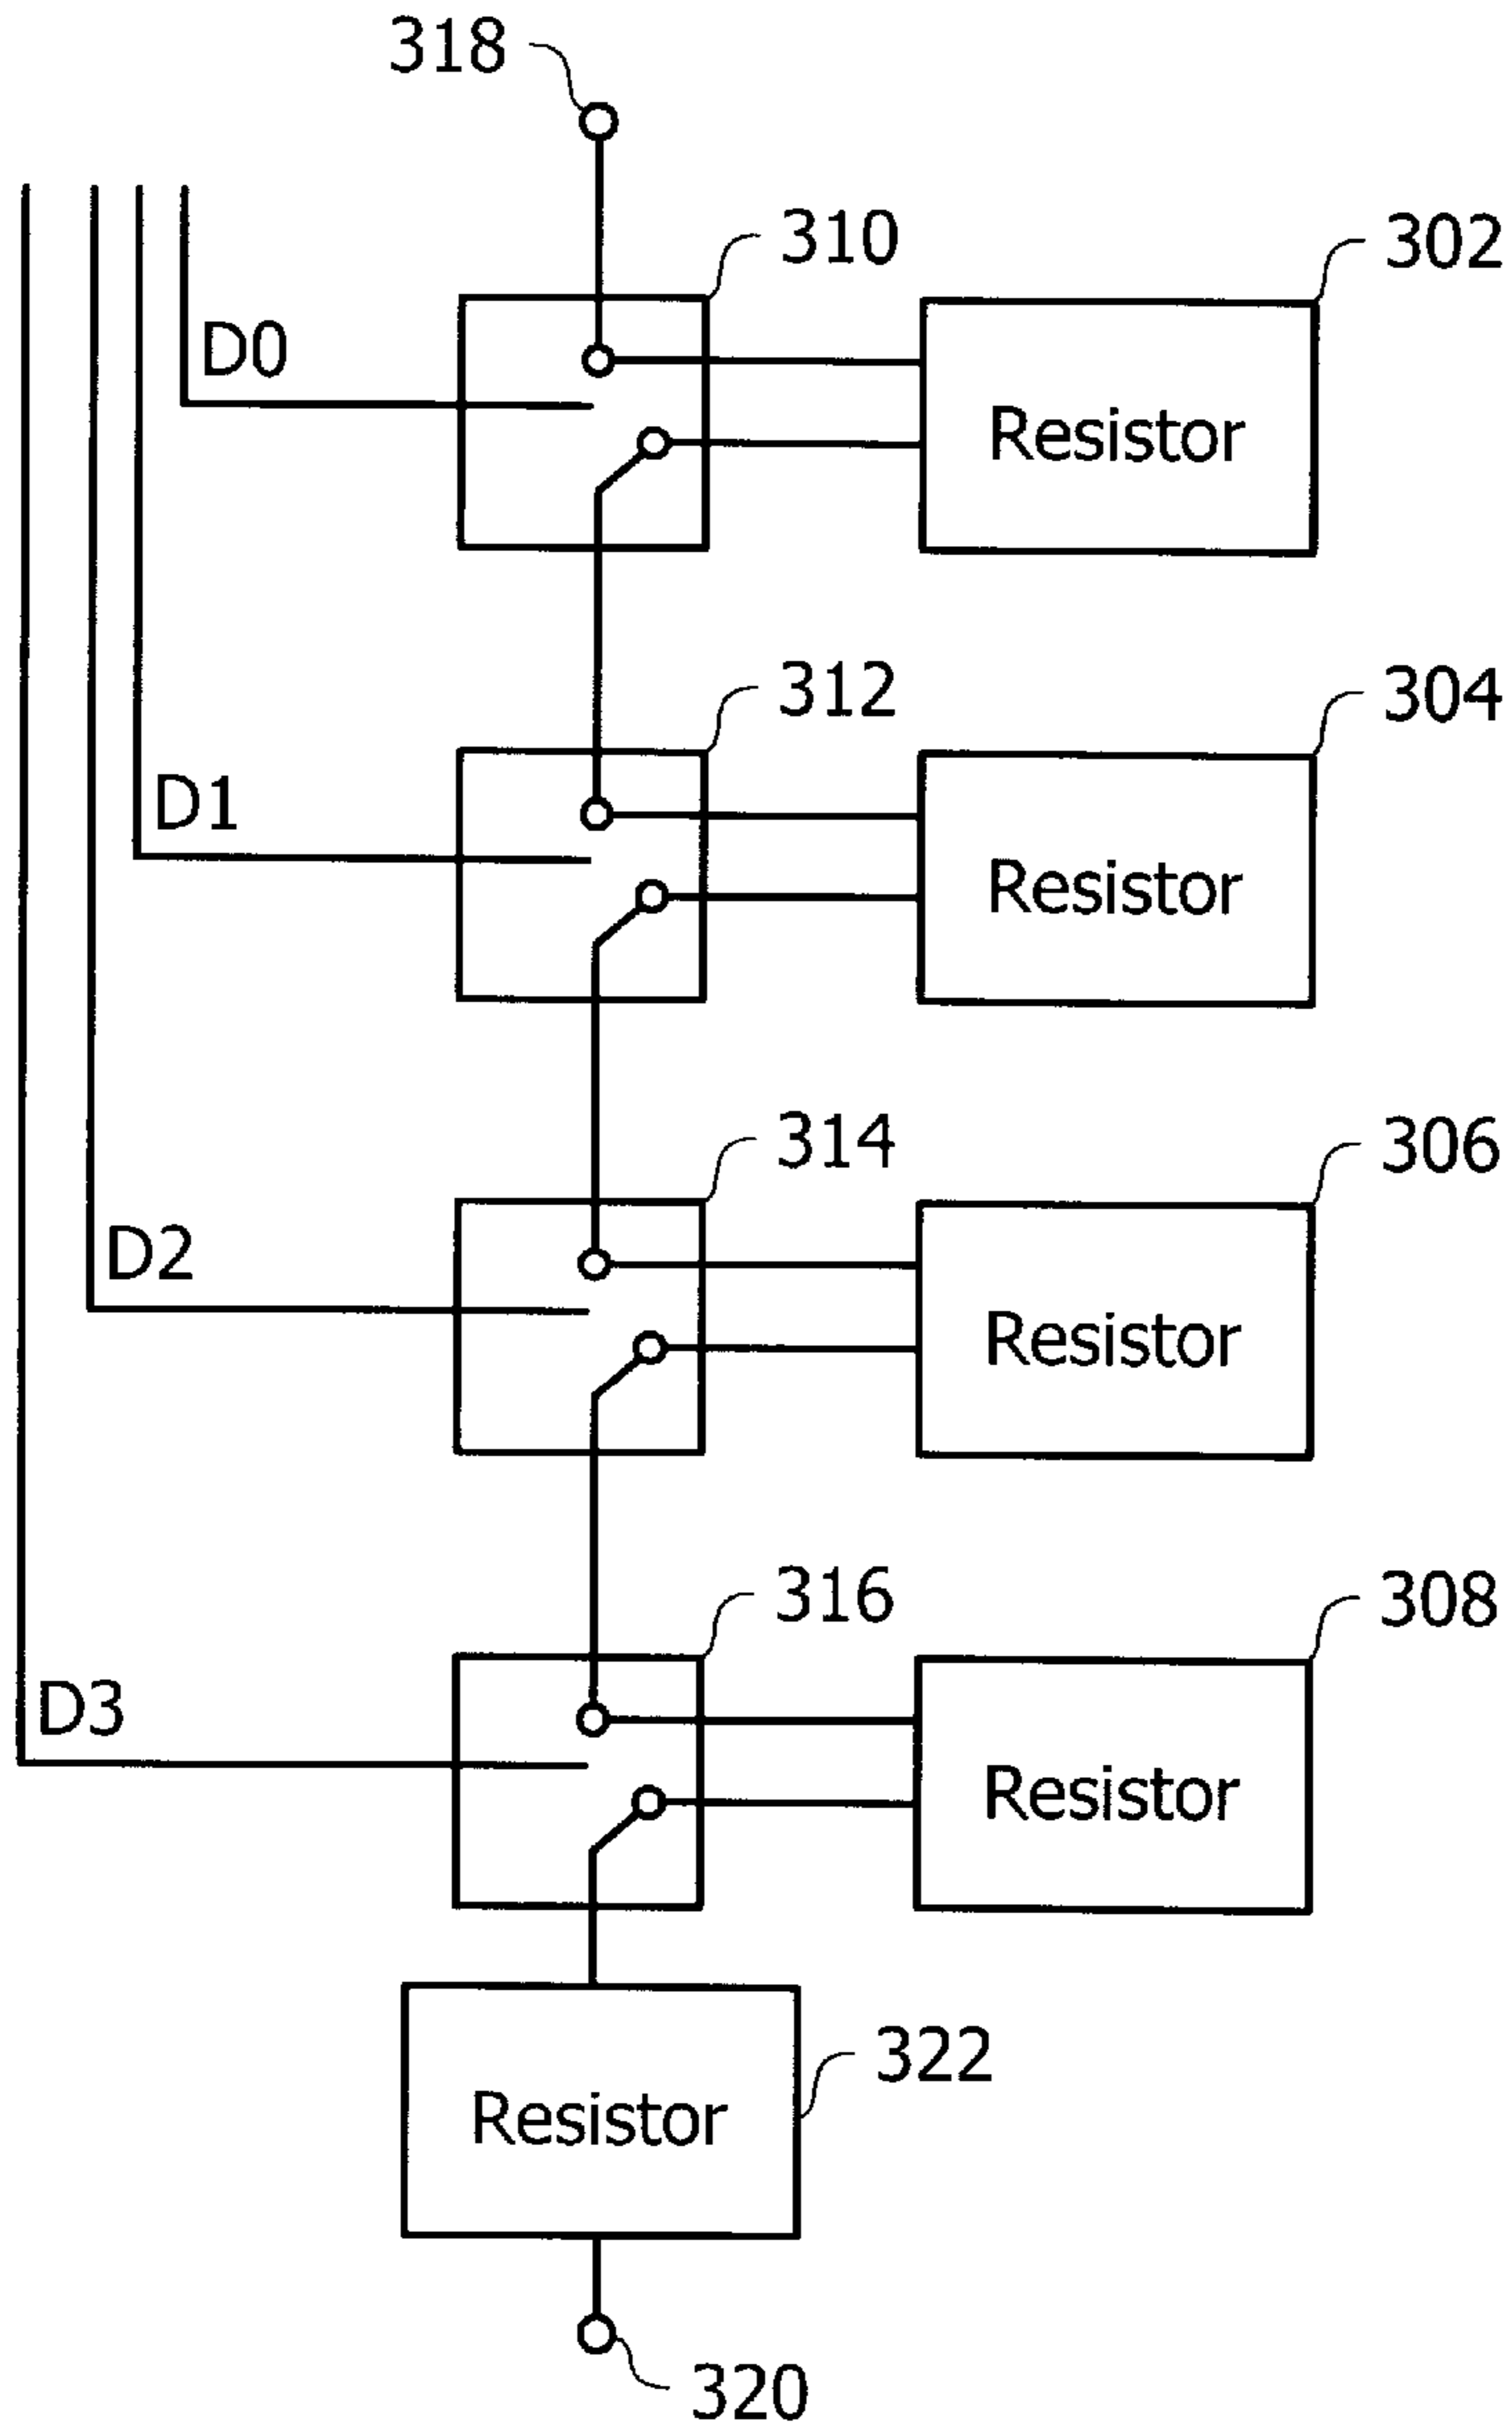 318
310
302
D0
Resistor
312
304
D1
Resistor
314
306
D2
Resistor
316
308
D3
Resistor
322
Resistor
320